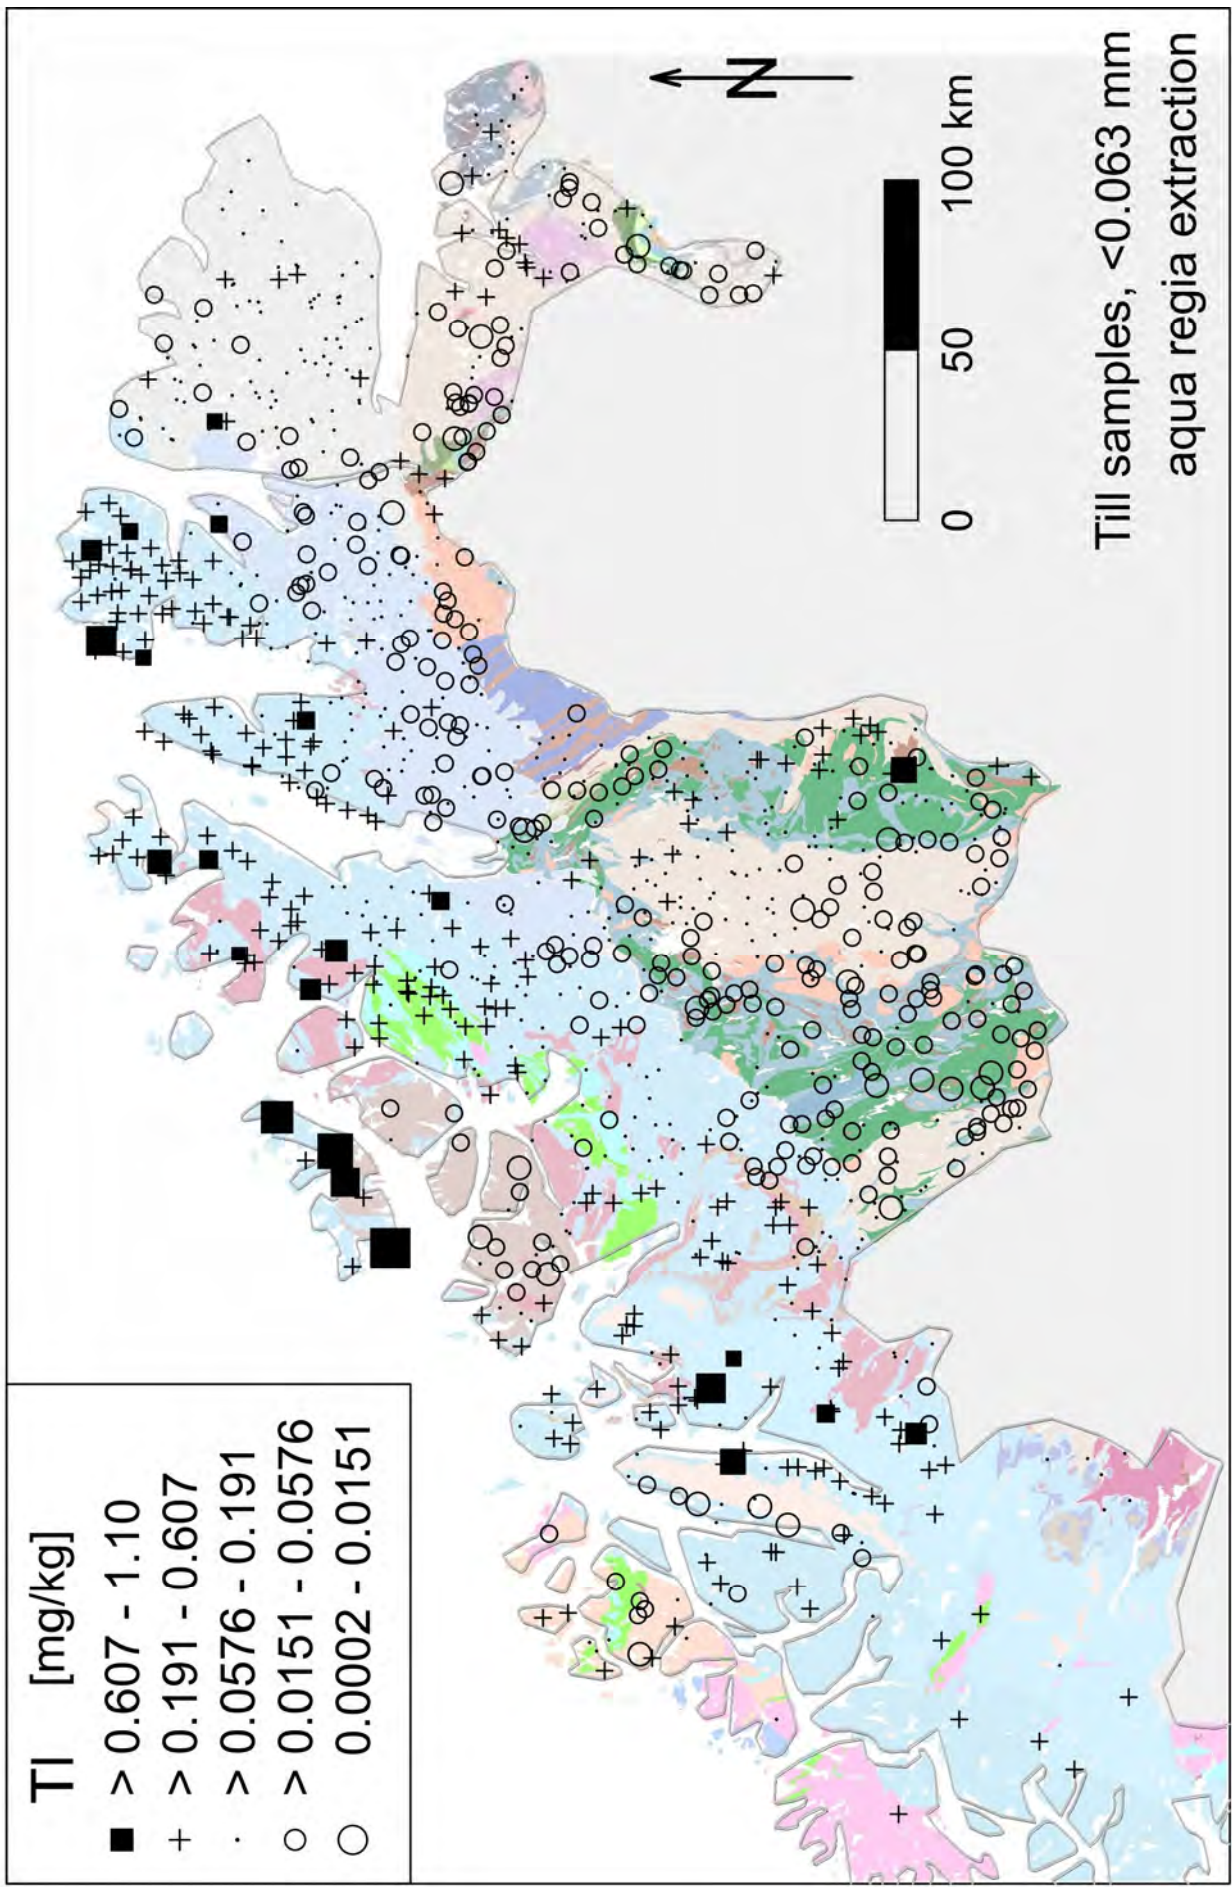 Tl [mg/kg]
> 0.607 - 1.10
> 0.191 - 0.607
> 0.0576 - 0.191
> 0.0151 - 0.0576
0.0002 - 0.0151
N
0 50 100 km
Till samples, <0.063 mm
aqua regia extraction